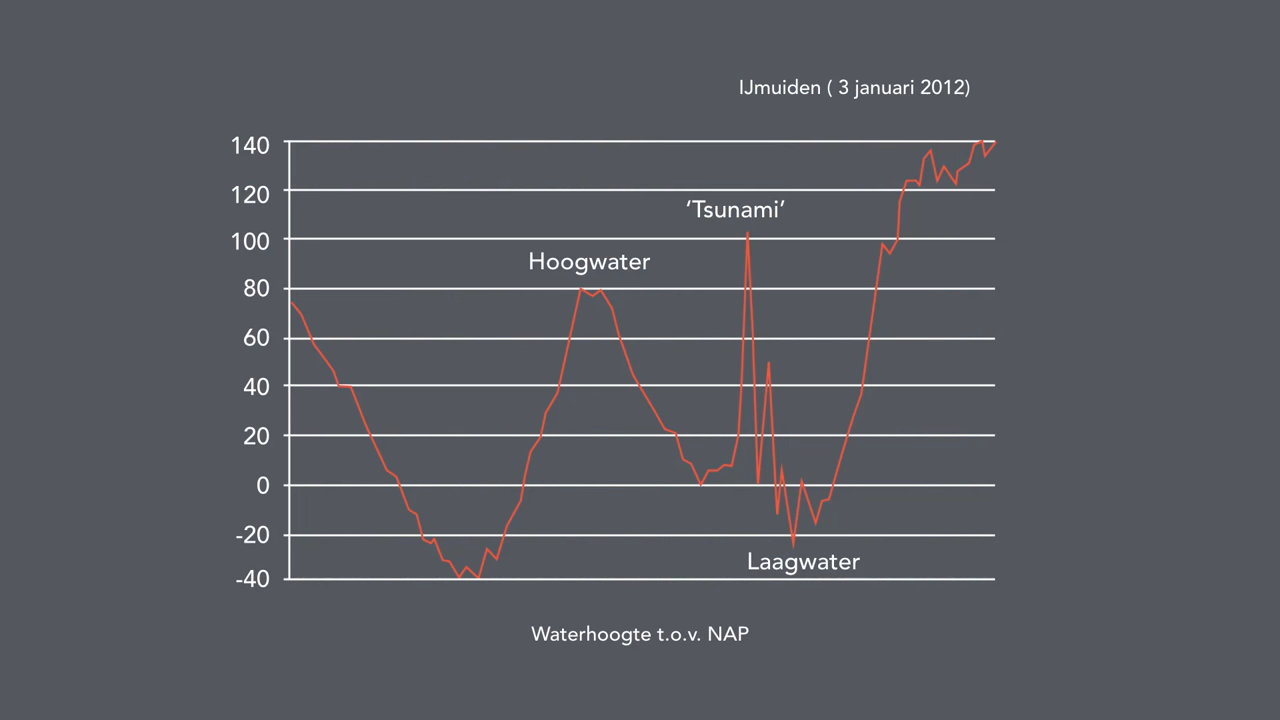 IJmuiden ( 3 januari 2012)
140
120
‘Tsunami’
100
Hoogwater
80
60
40
20
0
-20
Laagwater
-40
Waterhoogte t.o.v. NAP